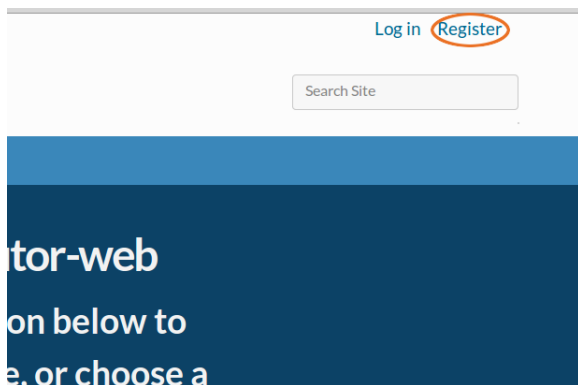 Log in Register
Search Site
tor-web
on below to
e, or choose a